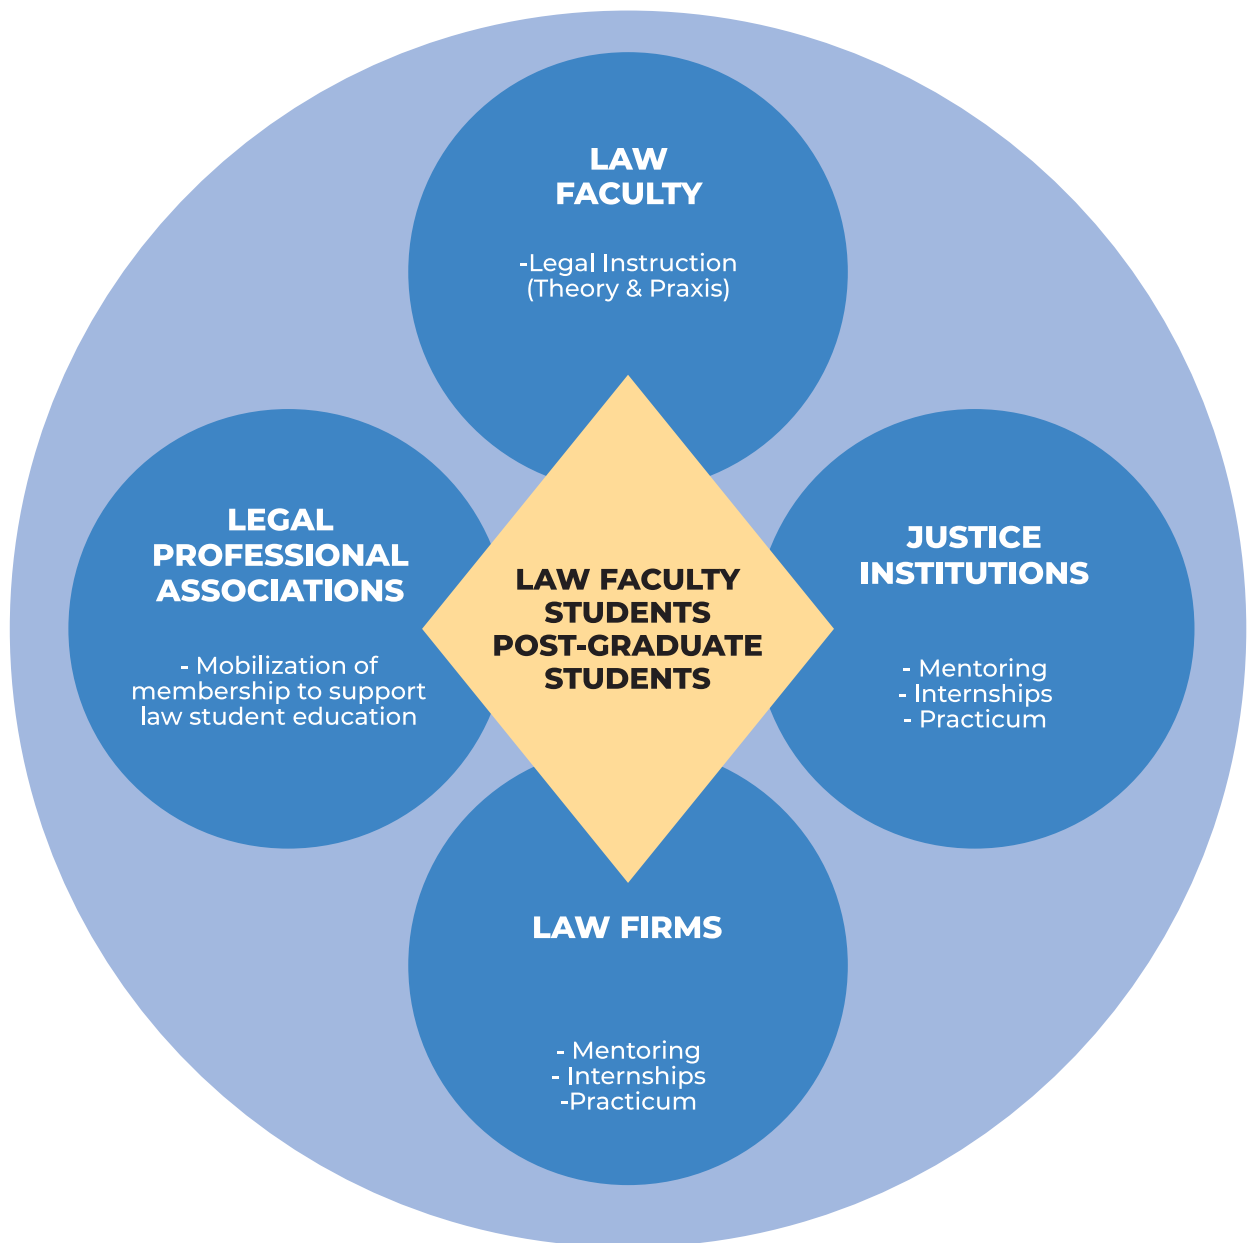 LAW
FACULTY
-Legal Instruction
(Theory & Praxis)
LEGAL
PROFESSIONAL
ASSOCIATIONS
- Mobilization of
membership to support
law student education
LAW FACULTY
STUDENTS
POST-GRADUATE
STUDENTS
JUSTICE
INSTITUTIONS
- Mentoring
- Internships
- Practicum
LAW FIRMS
- Mentoring
- Internships
-Practicum